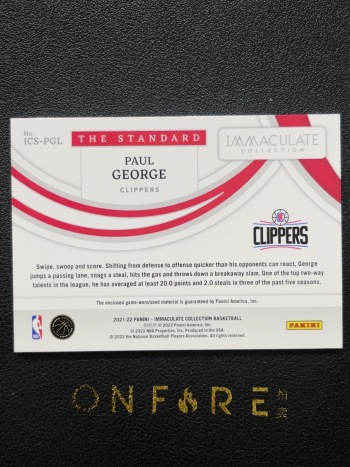 No.
ICS-PGL
THE STANDARD
IMMACULATE
COLLECTION
PAUL
GEORGE
CLIPPERS
CLIPPERS
Swipe, swoop and score. Shifting from defense to offense quicker than his opponents can react, George
jumps a passing lane, snags a steal, hits the gas and throws down a breakaway slam. One of the top two-way
talents in the league, he has averaged at least 20.0 points and 2.0 steals in three of the past five seasons.
The enclosed game-worn/used material is guaranteed by Panini America, Inc.
2021-22 PANINI – IMMACULATE COLLECTION BASKETBALL
© 2022 Panini America, Inc.
© 2022 NBA Properties, Inc. Produced in the USA.
© 2022 the National Basketball Players Association. All rights reserved.
NBA
PANINI
ONFIRE